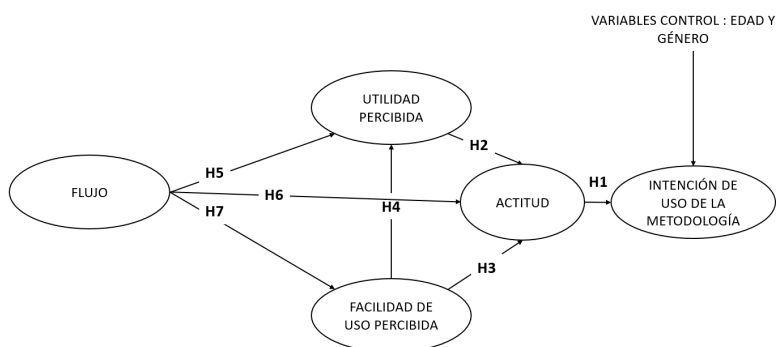 VARIABLES CONTROL : EDAD Y
GÉNERO
UTILIDAD
PERCIBIDA
H2
H5
H1
FLUJO
H6
H4
ACTITUD
INTENCIÓN DE
USO DE LA
METODOLOGÍA
H7
H3
FACILIDAD DE
USO PERCIBIDA